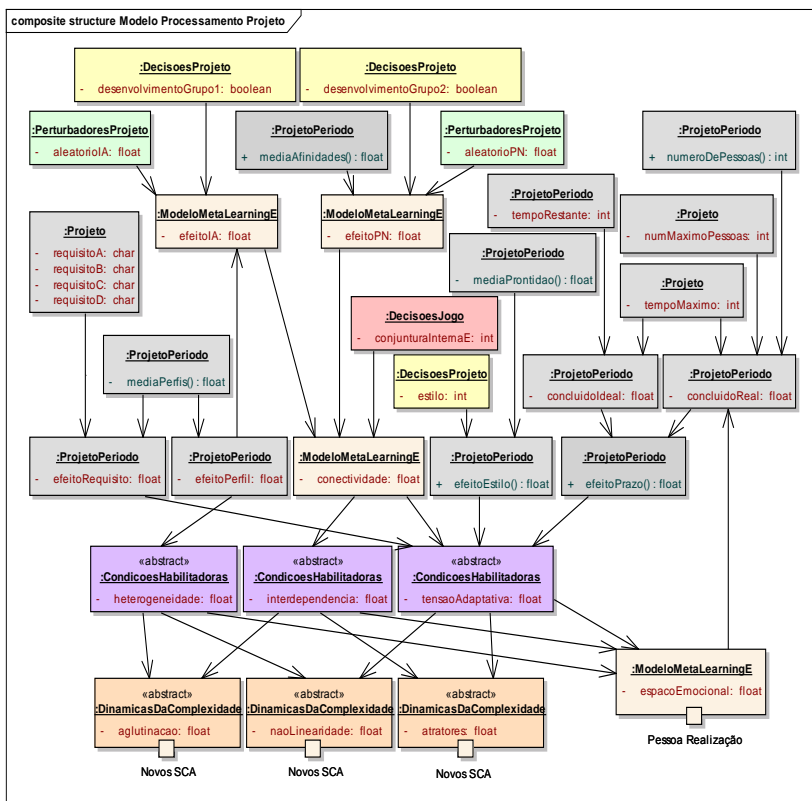 composite structure Modelo Processamento Projeto
:DecisoesProjeto
- desenvolvimentoGrupo1: boolean
:DecisoesProjeto
- desenvolvimentoGrupo2: boolean
:PerturbadoresProjeto
- aleatorioIA: float
:ProjetoPeriodo
+ mediaAfinidades() : float
:PerturbadoresProjeto
- aleatorioPN: float
:ProjetoPeriodo
+ numeroDePessoas() : int
:ProjetoPeriodo
- tempoRestante: int
:Projeto
- requisitoA: char
- requisitoB: char
- requisitoC: char
- requisitoD: char
:ModeloMetaLearningE
- efeitoIA: float
:ModeloMetaLearningE
- efeitoPN: float
:Projeto
- numMaximoPessoas: int
:ProjetoPeriodo
- mediaProntidao() : float
:Projeto
- tempoMaximo: int
:DecisoesJogo
- conjunturaInternaE: int
:ProjetoPeriodo
- mediaPerfis() : float
:DecisoesProjeto
- estilo: int
:ProjetoPeriodo
- concluidoIdeal: float
:ProjetoPeriodo
- concluidoReal: float
:ProjetoPeriodo
- efeitoRequisito: float
:ProjetoPeriodo
- efeitoPerfil: float
:ModeloMetaLearningE
- conectividade: float
:ProjetoPeriodo
+ efeitoEstilo() : float
:ProjetoPeriodo
+ efeitoPrazo() : float
«abstract»
:CondicoesHabilitadoras
- heterogeneidade: float
«abstract»
:CondicoesHabilitadoras
- interdependencia: float
«abstract»
:CondicoesHabilitadoras
- tensaoAdaptativa: float
:ModeloMetaLearningE
- espacoEmocional: float
Pessoa Realização
«abstract»
:DinamicasDaComplexidade
- aglutinacao: float
Novos SCA
«abstract»
:DinamicasDaComplexidade
- naoLinearidade: float
Novos SCA
«abstract»
:DinamicasDaComplexidade
- atratores: float
Novos SCA